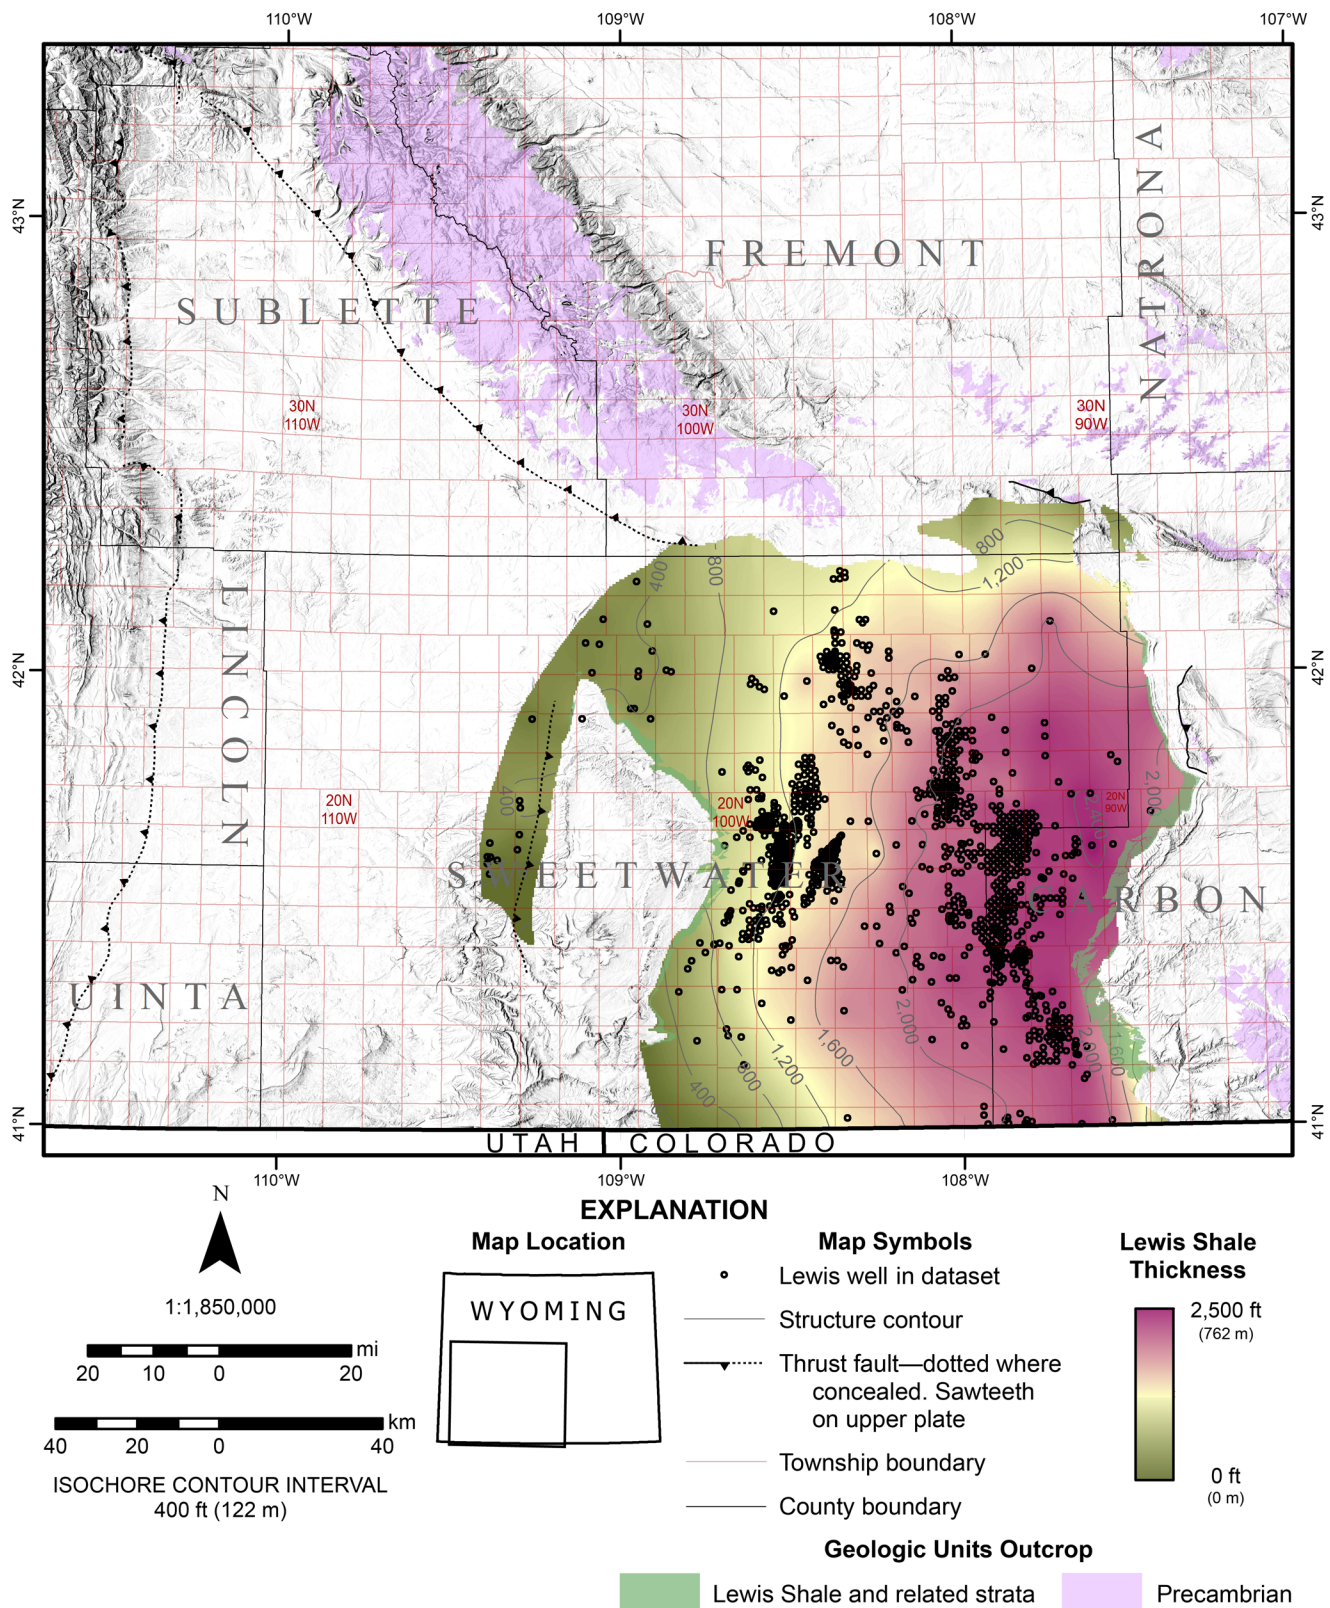 110°W 109°W 108°W 107°W
43°N 43°N
NATRONA
FREMONT
SUBLETTE
30N
110W
30N
100W
30N
90W
LINCOLN
400
800
800
1,200
42°N 42°N
20N
110W
400
20N
100W
20N
90W
2,400
2,000
SWEETWATER
CARBON
UINTA
2,000
1,600
1,200
800
400
2,000
1,600
41°N 41°N
UTAH COLORADO
110°W 109°W 108°W
N
1:1,850,000
mi
20 10 0 20
km
40 20 0 40
ISOCHORE CONTOUR INTERVAL
400 ft (122 m)
EXPLANATION
Map Location
WYOMING
Map Symbols
Lewis well in dataset
Structure contour
Thrust fault—dotted where
concealed. Sawteeth
on upper plate
Township boundary
County boundary
Lewis Shale
Thickness
2,500 ft
(762 m)
0 ft
(0 m)
Geologic Units Outcrop
Lewis Shale and related strata
Precambrian